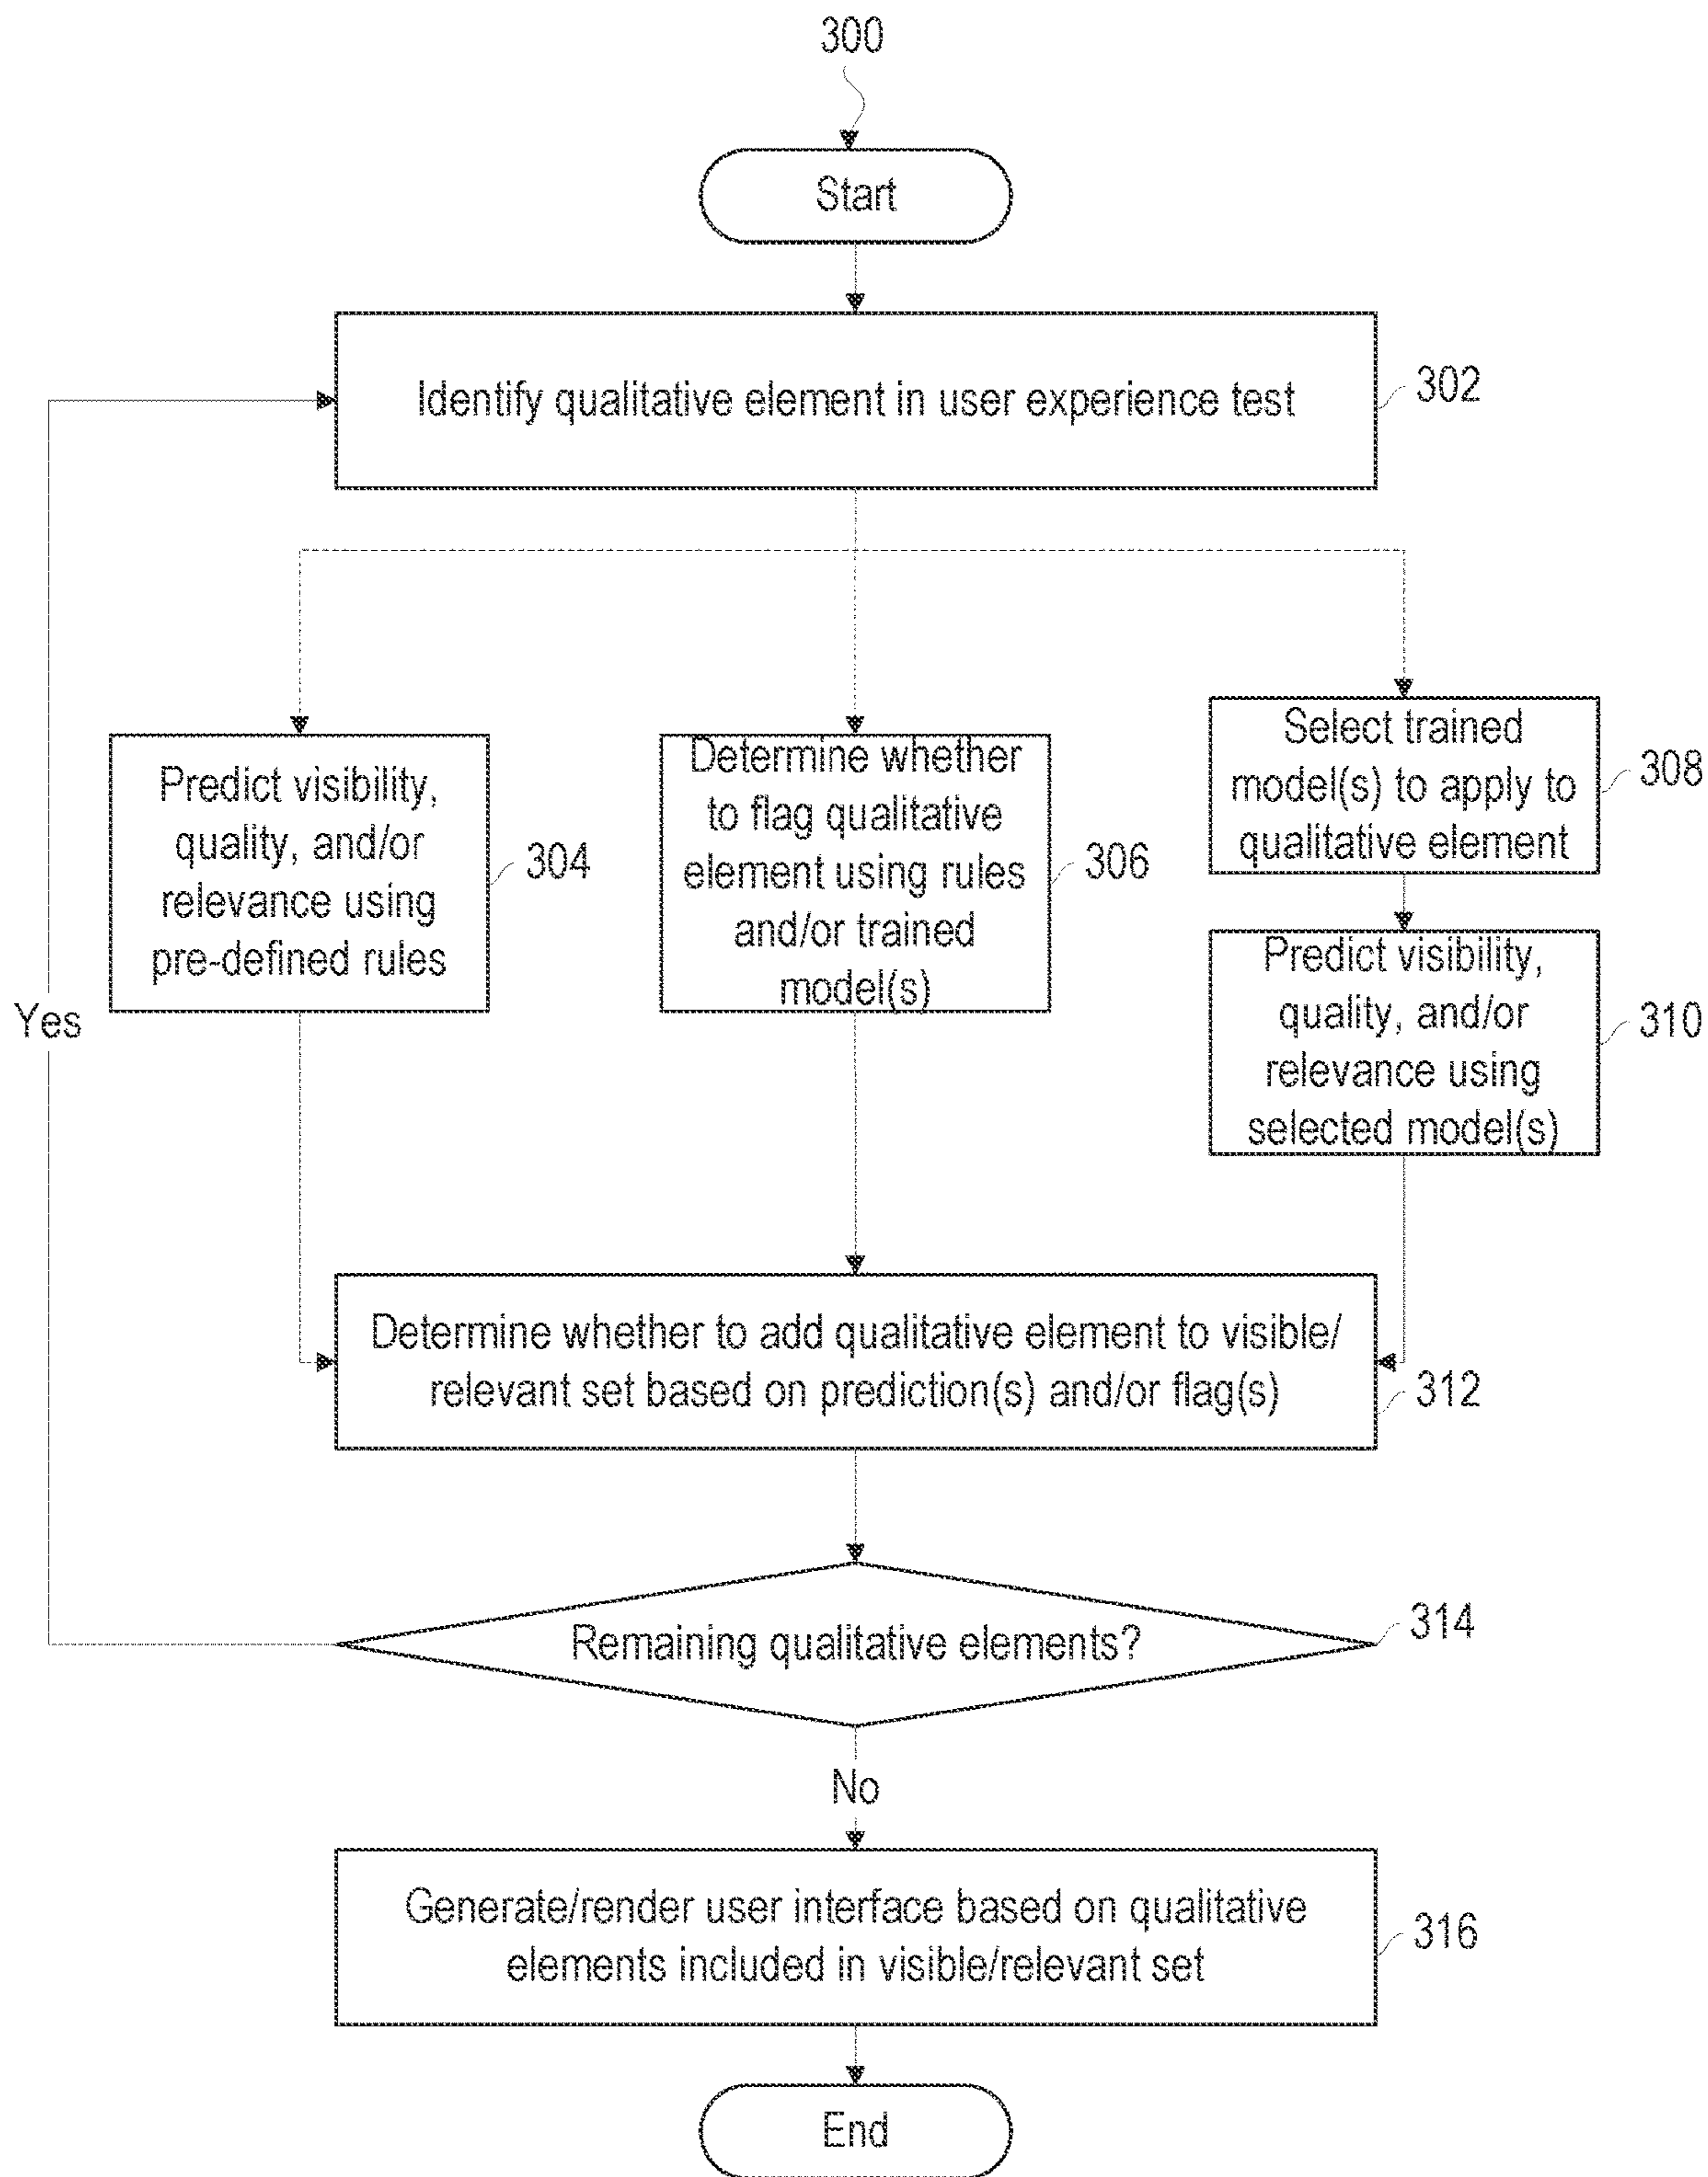 300
Start
Identify qualitative element in user experience test
302
Predict visibility,
quality, and/or
relevance using
pre-defined rules
304
Determine whether
to flag qualitative
element using rules
and/or trained
model(s)
306
Select trained
model(s) to apply to
qualitative element
308
Predict visibility,
quality, and/or
relevance using
selected model(s)
310
Yes
Determine whether to add qualitative element to visible/
relevant set based on prediction(s) and/or flag(s)
312
Remaining qualitative elements?
314
No
Generate/render user interface based on qualitative
elements included in visible/relevant set
316
End